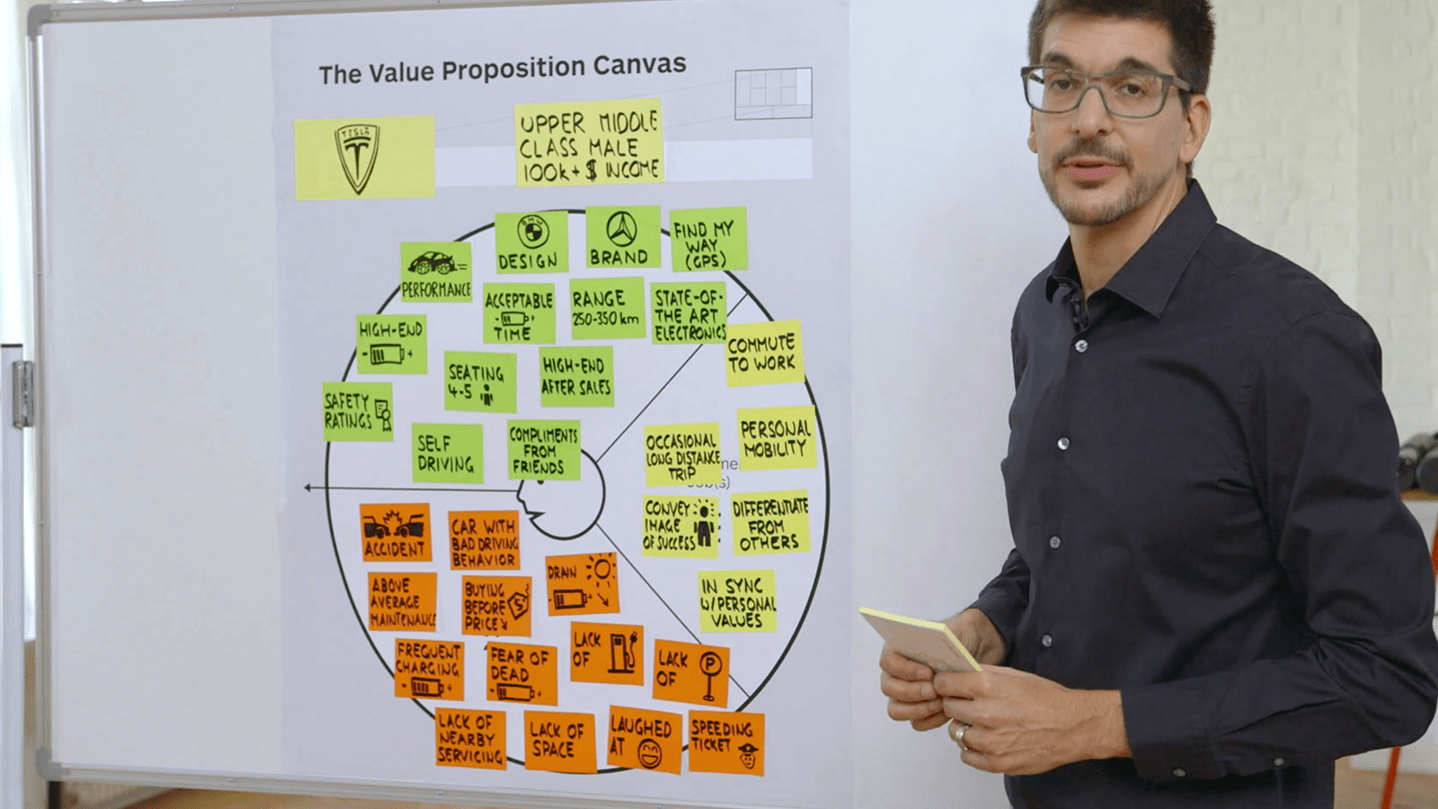 The Value Proposition Canvas
TESLA
UPPER MIDDLE
CLASS MALE
100K+ $ INCOME
BMW
DESIGN
BRAND
FIND MY
WAY
(GPS)
PERFORMANCE
ACCEPTABLE
- +
TIME
RANGE
250-350 km
STATE-OF-
THE ART
ELECTRONICS
HIGH-END
- +
SEATING
4-5
HIGH-END
AFTER SALES
COMMUTE
TO WORK
SAFETY
RATINGS
SELF
DRIVING
COMPLIMENTS
FROM
FRIENDS
OCCASIONAL
LONG DISTANCE
TRIP
PERSONAL
MOBILITY
CONVEY
IMAGE
OF SUCCESS
DIFFERENTIATE
FROM
OTHERS
IN SYNC
W/PERSONAL
VALUES
ACCIDENT
CAR WITH
BAD DRIVING
BEHAVIOR
DRAIN
- +
ABOVE
AVERAGE
MAINTENANCE
BUYING
BEFORE
PRICE
$
FREQUENT
CHARGING
- +
FEAR OF
DEAD
- +
LACK
OF
LACK
OF
P
LACK OF
NEARBY
SERVICING
LACK OF
SPACE
LAUGHED
AT
SPEEDING
TICKET